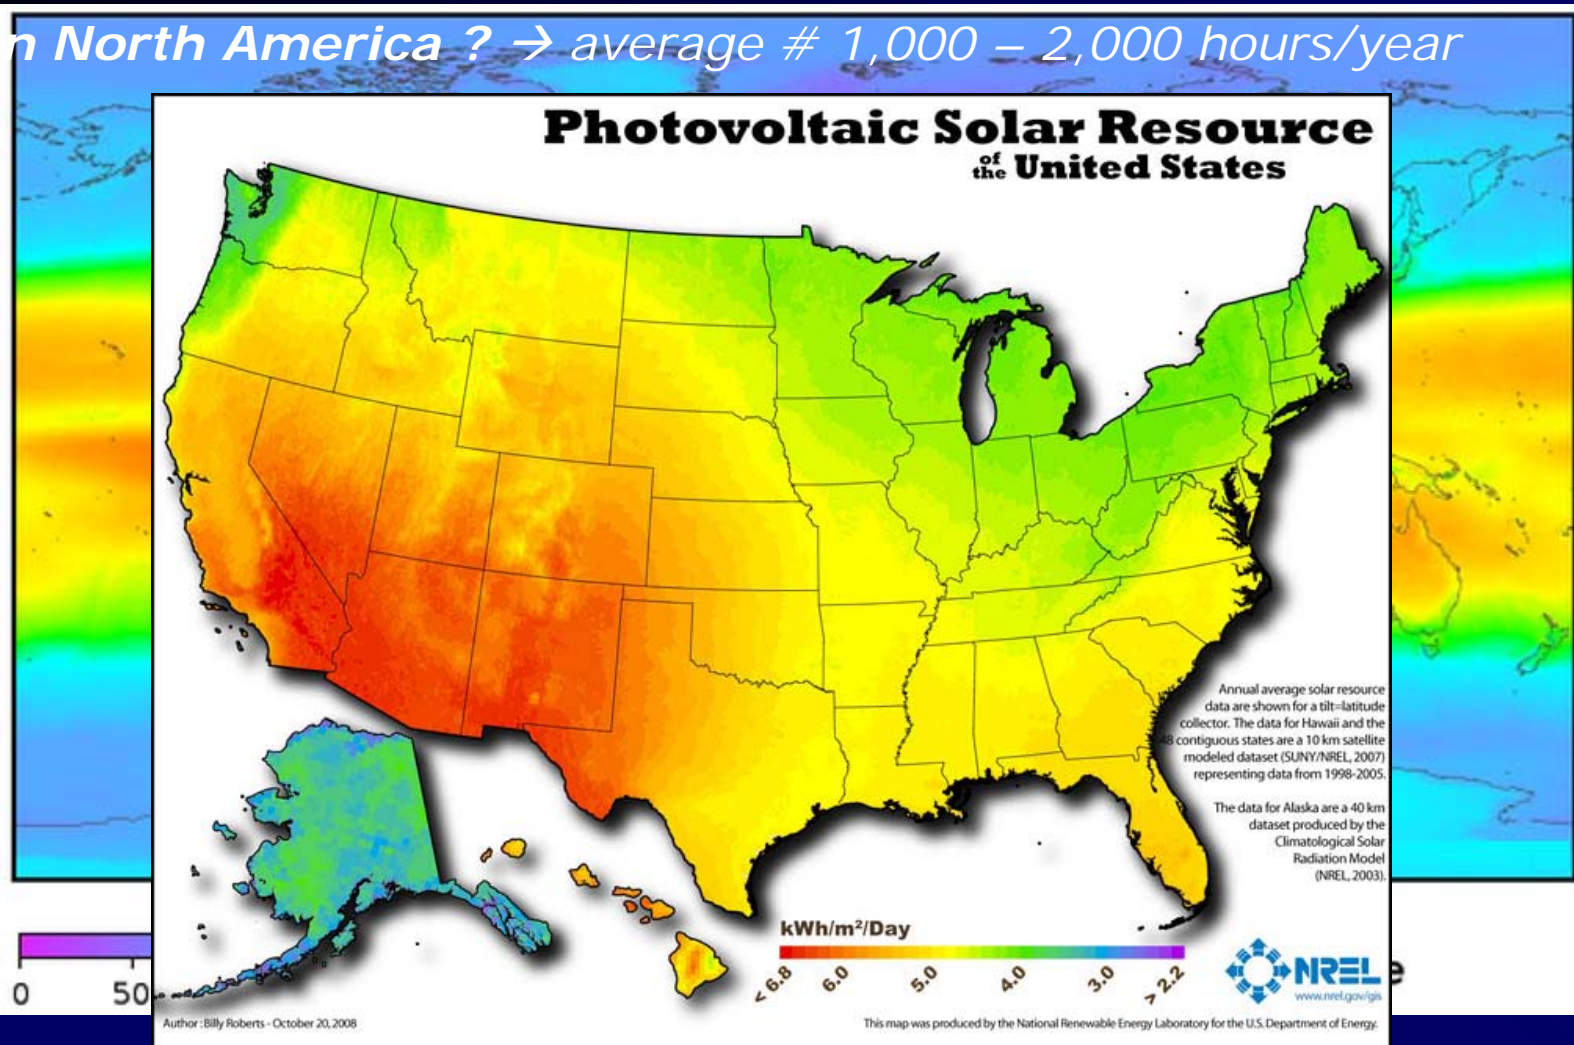 n North America ? → average # 1,000 – 2,000 hours/year
Photovoltaic Solar Resource
of the United States
Annual average solar resource
data are shown for a tilt=latitude
collector. The data for Hawaii and the
48 contiguous states are a 10 km satellite
modeled dataset (SUNY/NREL, 2007)
representing data from 1998-2005.
The data for Alaska are a 40 km
dataset produced by the
Climatological Solar
Radiation Model
(NREL, 2003).
kWh/m²/Day
< 6.8 6.0 5.0 4.0 3.0 > 2.2
NREL
www.nrel.gov/gis
0 50
e
Author : Billy Roberts - October 20, 2008
This map was produced by the National Renewable Energy Laboratory for the U.S. Department of Energy.